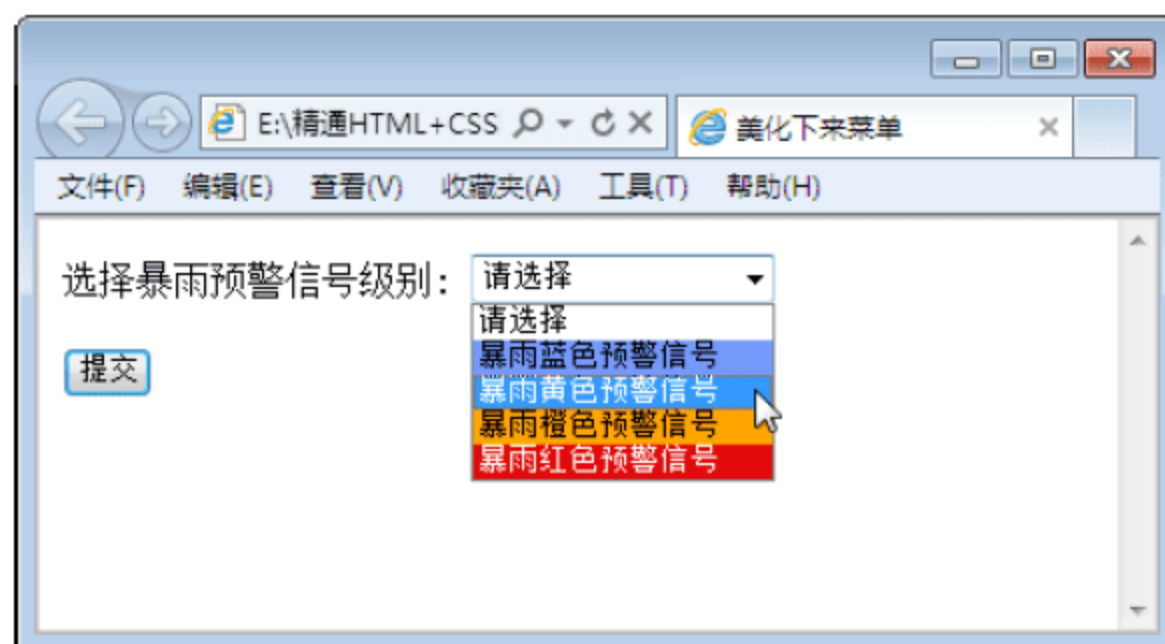 E:\精通HTML+CSS
美化下来菜单
文件(F) 编辑(E) 查看(V) 收藏夹(A) 工具(T) 帮助(H)
选择暴雨预警信号级别: 请选择
请选择
暴雨蓝色预警信号
暴雨黄色预警信号
暴雨橙色预警信号
暴雨红色预警信号
提交